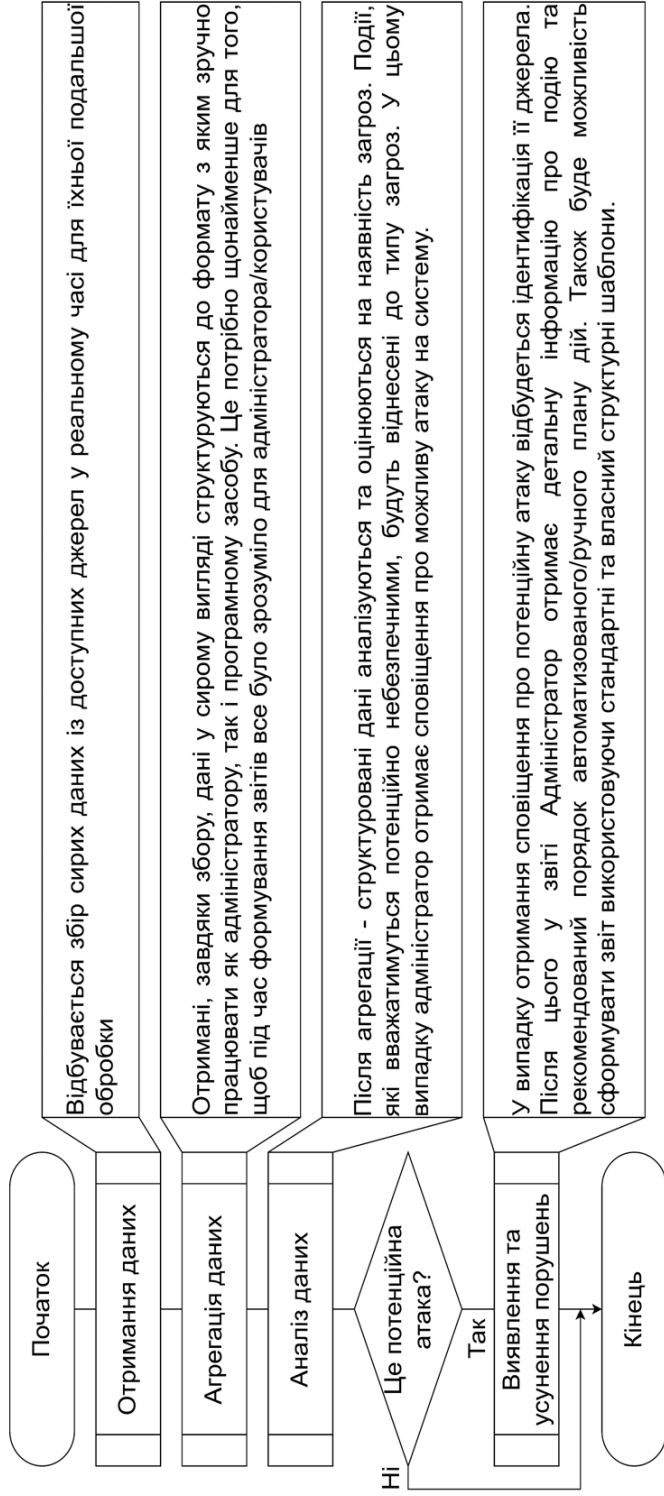 Початок
Отримання даних
Відбувається збір сирих даних із доступних джерел у реальному часі для їхньої подальшої
обробки
Агрегація даних
Отримані, завдяки збору, дані у сирому вигляді структуруються до формату з яким зручно
працювати як адміністратору, так і програмному засобу. Це потрібно щонайменше для того,
щоб під час формування звітів все було зрозуміло для адміністратора/користувачів
Аналіз даних
Після агрегації - структуровані дані аналізуються та оцінюються на наявність загроз. Події,
які вважатимуться потенційно небезпечними, будуть віднесені до типу загроз. У цьому
випадку адміністратор отримає сповіщення про можливу атаку на систему.
Це потенційна
атака?
Ні
Так
Виявлення та
усунення порушень
У випадку отримання сповіщення про потенційну атаку відбудеться ідентифікація її джерела.
Після цього у звіті Адміністратор отримає детальну інформацію про подію та
рекомендований порядок автоматизованого/ручного плану дій. Також буде можливість
сформувати звіт використовуючи стандартні та власний структурні шаблони.
Кінець